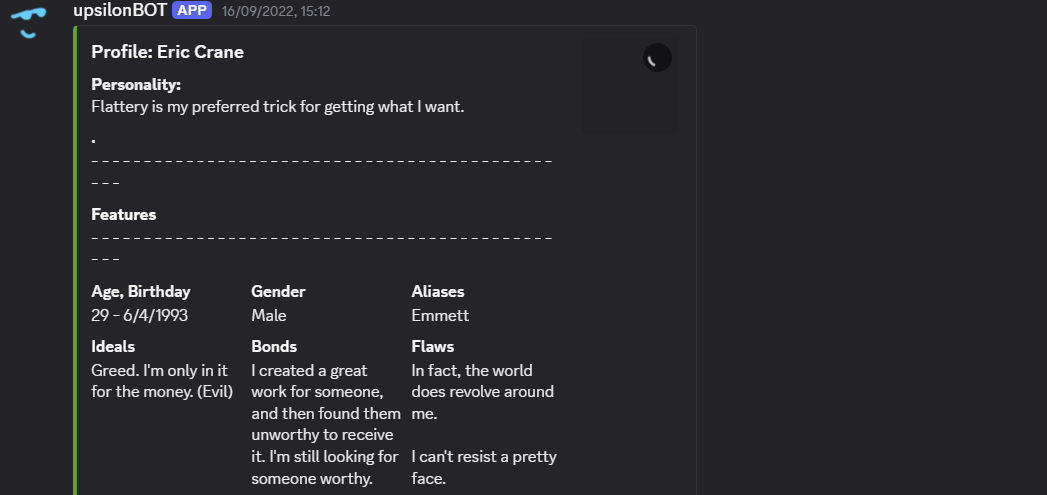 upsilonBOT APP 16/09/2022, 15:12
Profile: Eric Crane
Personality:
Flattery is my preferred trick for getting what I want.
.
- - - - - - - - - - - - - - - - - - - - - - - - - - - - - - - - - - - - - - - - - - - -
- - -
Features
- - - - - - - - - - - - - - - - - - - - - - - - - - - - - - - - - - - - - - - - - - - -
- - -
Age, Birthday
29 - 6/4/1993
Gender
Male
Aliases
Emmett
Ideals
Greed. I'm only in it
for the money. (Evil)
Bonds
I created a great
work for someone,
and then found them
unworthy to receive
it. I'm still looking for
someone worthy.
Flaws
In fact, the world
does revolve around
me.
I can't resist a pretty
face.